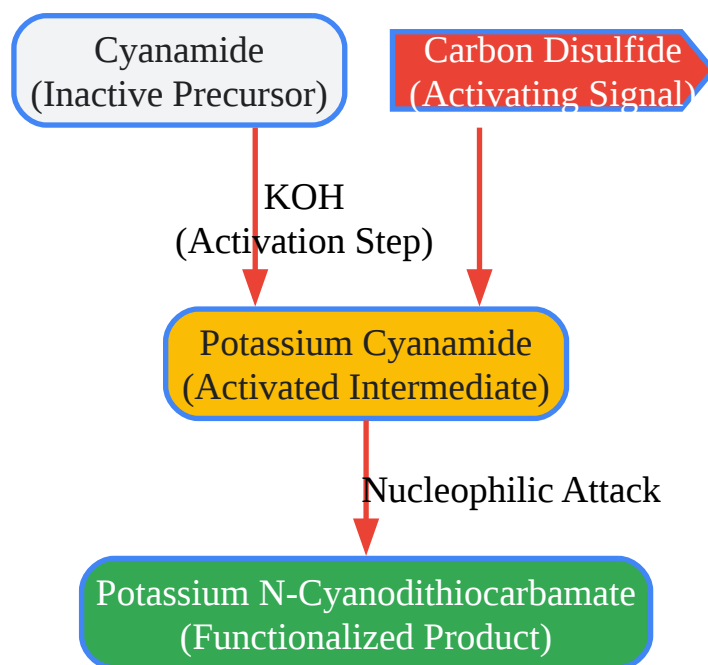 Cyanamide
(Inactive Precursor)
Carbon Disulfide
(Activating Signal)
KOH
(Activation Step)
Potassium Cyanamide
(Activated Intermediate)
Nucleophilic Attack
Potassium N-Cyanodithiocarbamate
(Functionalized Product)